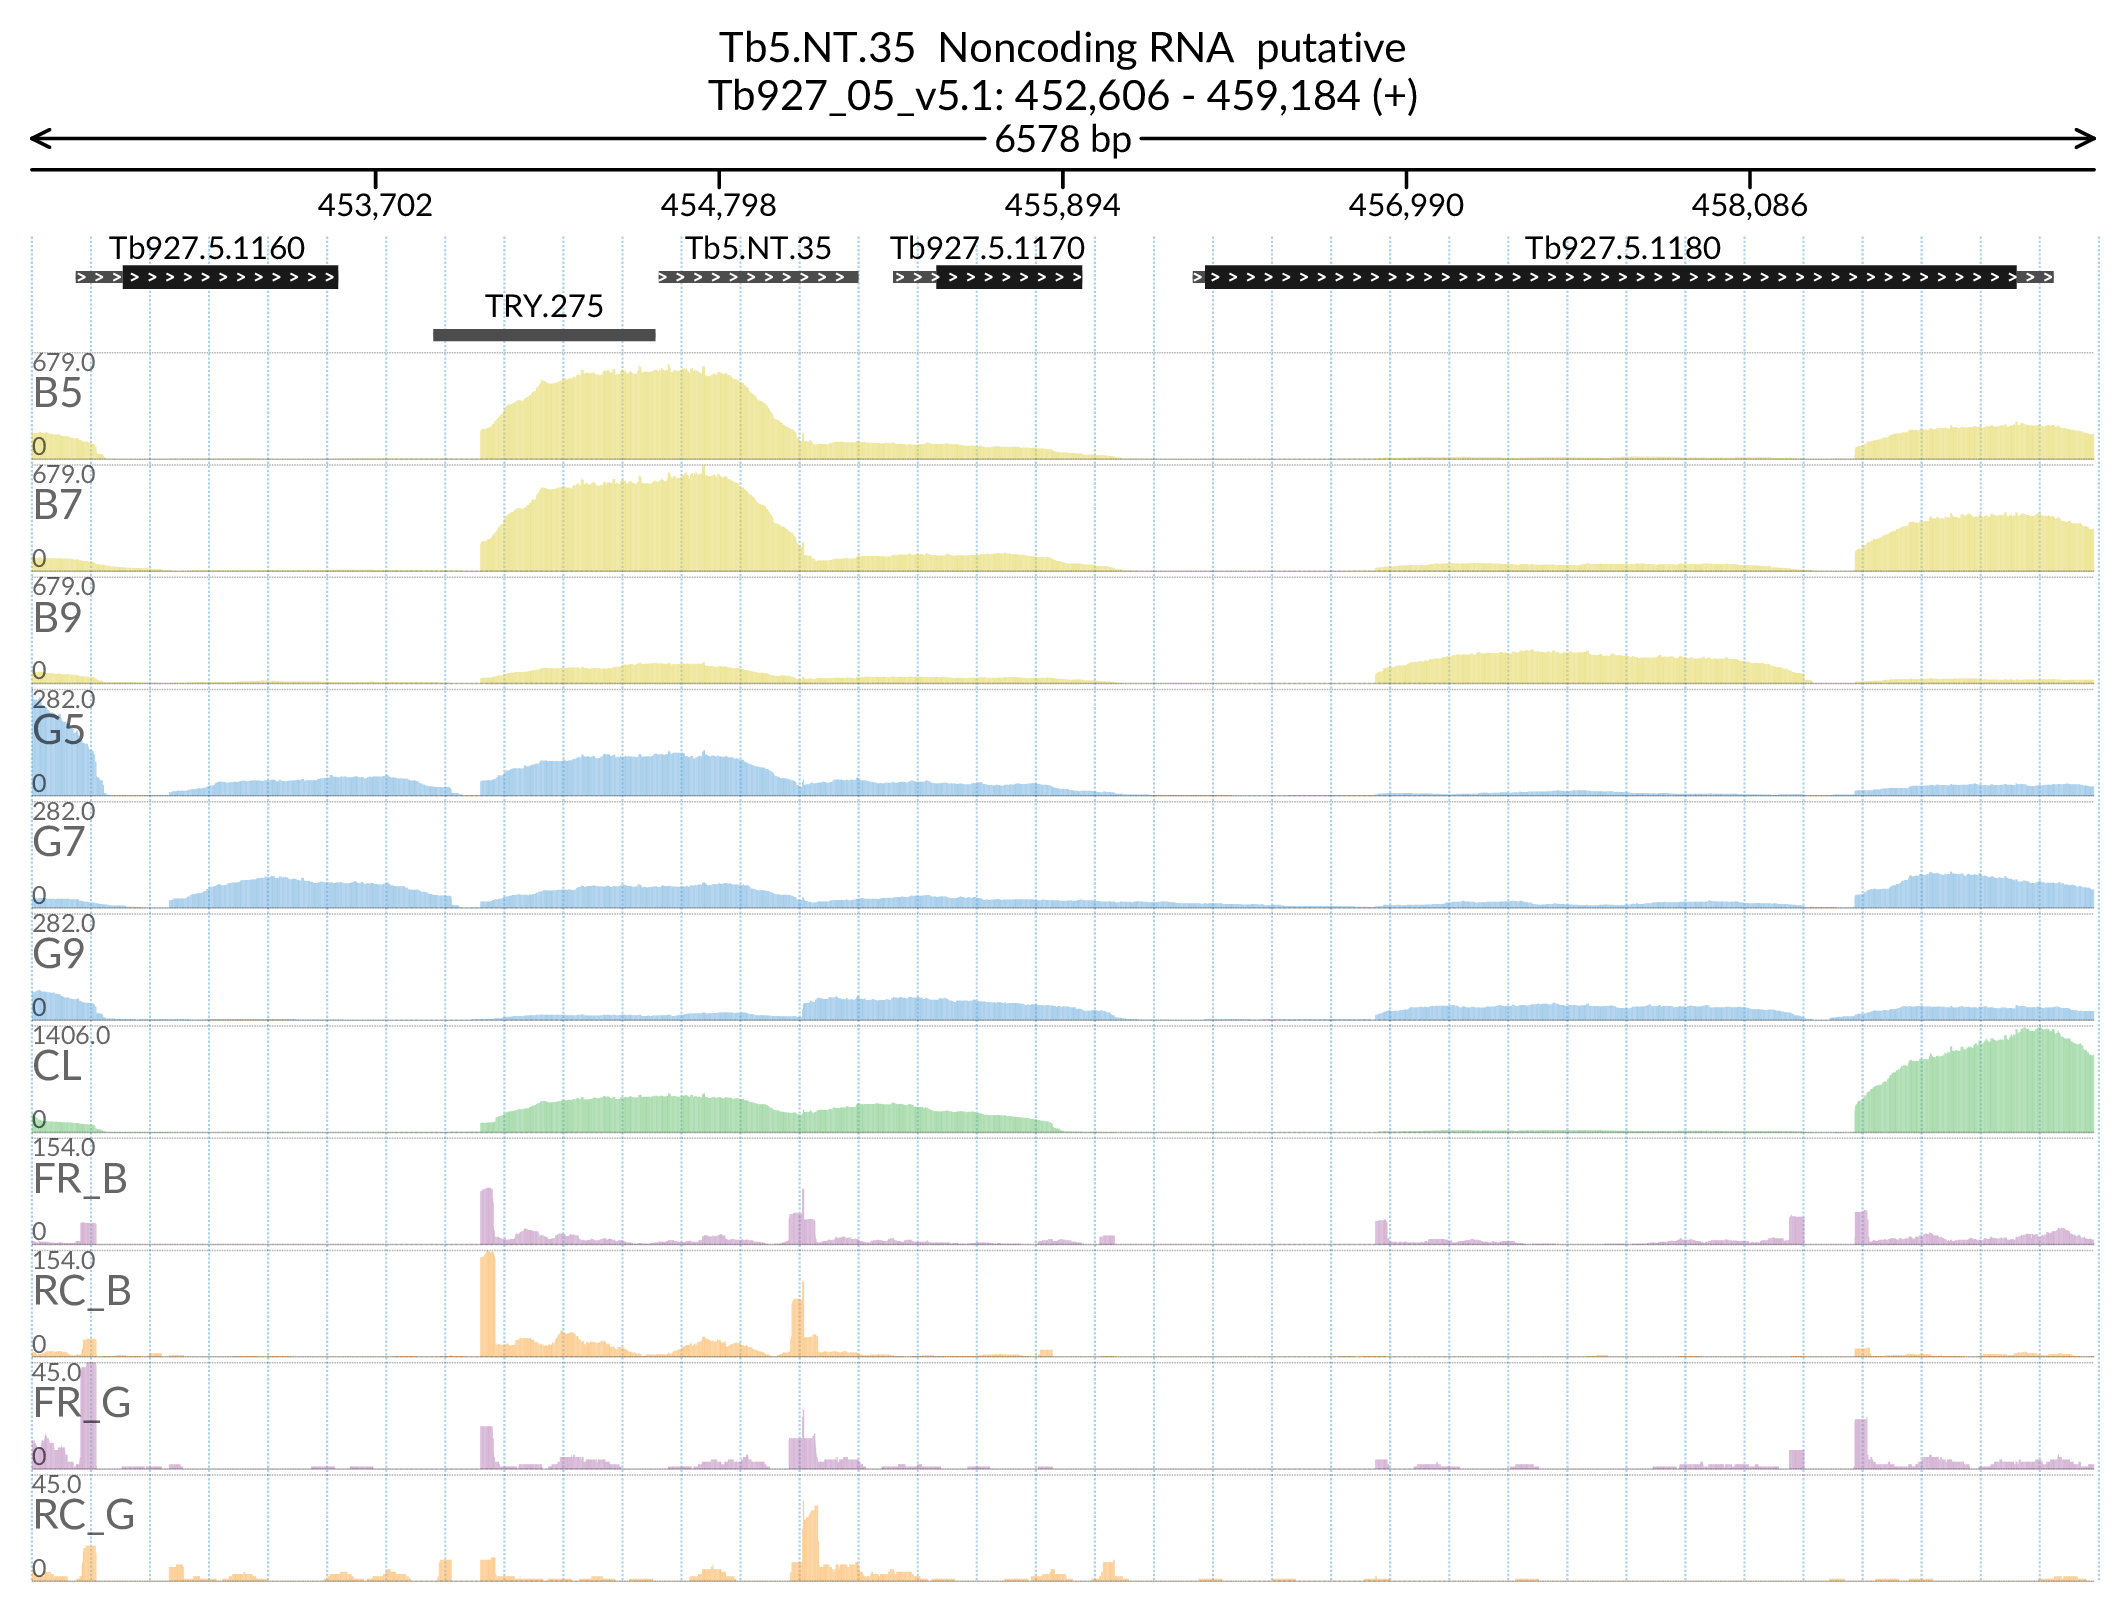 Tb5.NT.35 Noncoding RNA putative
Tb927_05_v5.1: 452,606 - 459,184 (+)
6578 bp
453,702 454,798 455,894 456,990 458,086
Tb927.5.1160 Tb5.NT.35 Tb927.5.1170 Tb927.5.1180
TRY.275
679.0
B5
0
679.0
B7
0
679.0
B9
0
282.0
G5
0
282.0
G7
0
282.0
G9
0
1406.0
CL
0
154.0
FR_B
0
154.0
RC_B
0
45.0
FR_G
0
45.0
RC_G
0